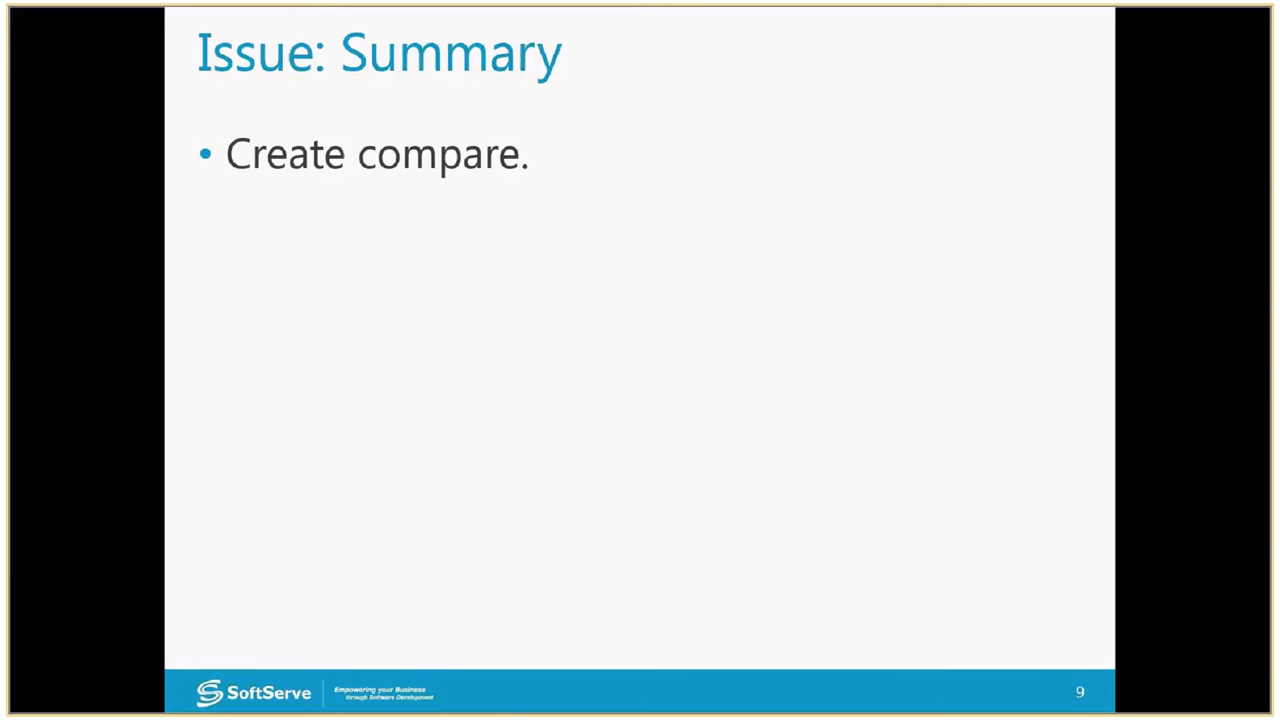 Issue: Summary
• Create compare.
SoftServe
Empowering your Business
through Software Development
9